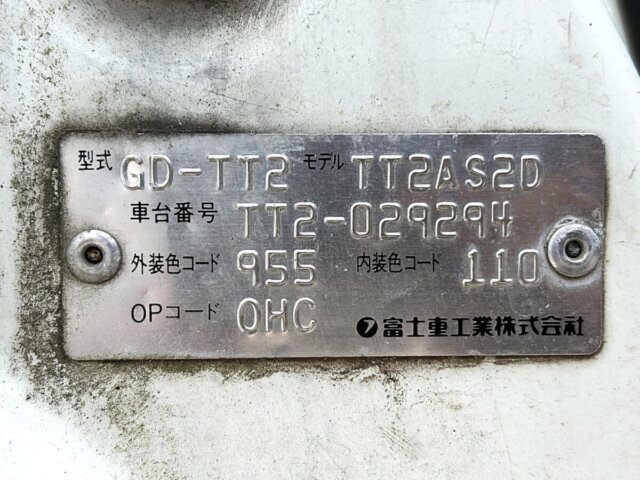 型式 GD-TT2 モデル TT2AS2D
車台番号 TT2-029294
外装色コード 955 内装色コード 110
OPコード OHC 富士重工業株式会社